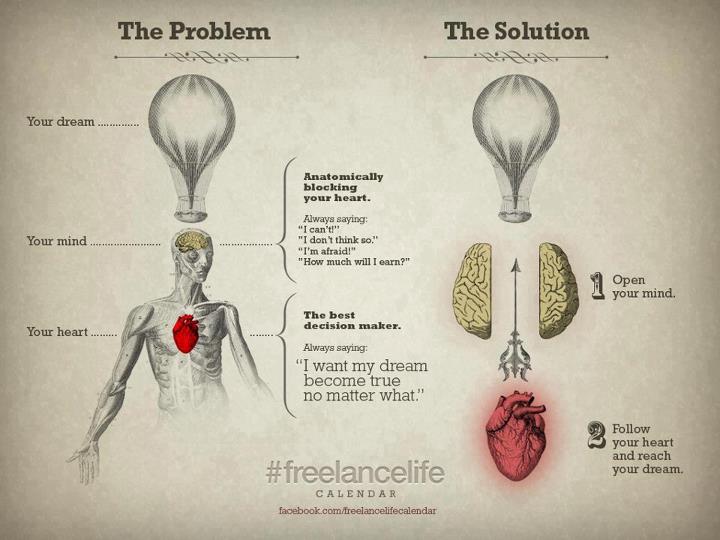 The Problem
The Solution
Your dream .............
Anatomically
blocking
your heart.
Always saying:
"I can't!"
"I don't think so."
"I'm afraid!"
"How much will I earn?"
Your mind ......................
Your heart ........
The best
decision maker.
Always saying:
"I want my dream
become true
no matter what."
1 Open
your mind.
2 Follow
your heart
and reach
your dream.
#freelancelife
CALENDAR
facebook.com/freelancelifecalendar